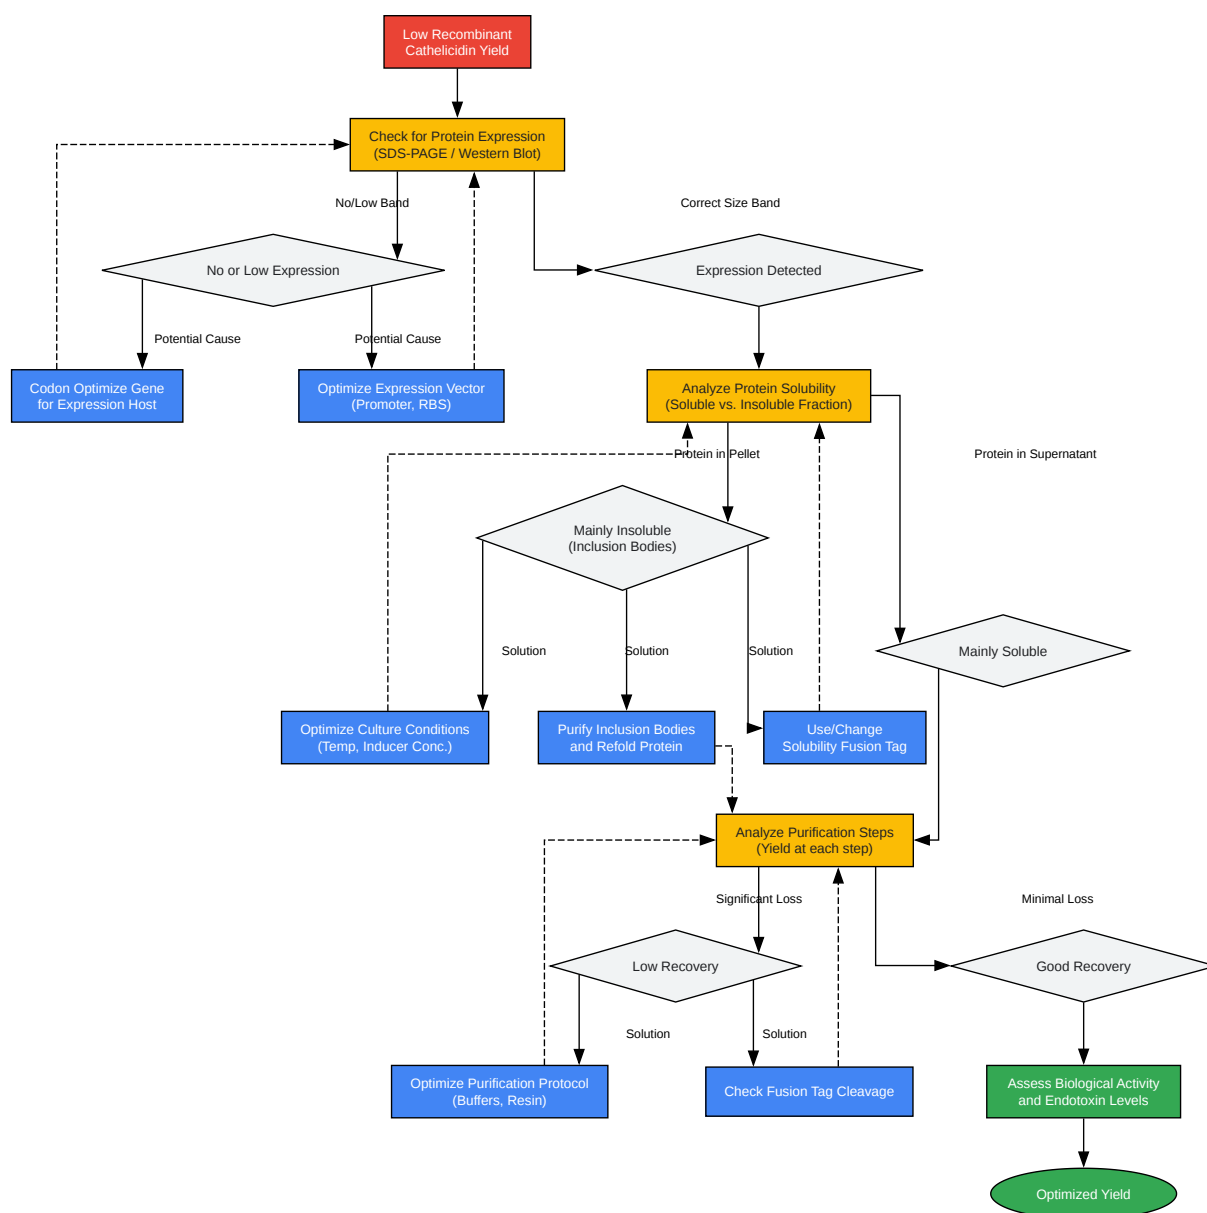 Low Recombinant
Cathelicidin Yield
Check for Protein Expression
(SDS-PAGE / Western Blot)
No/Low Band
Correct Size Band
No or Low Expression
Expression Detected
Potential Cause
Potential Cause
Codon Optimize Gene
for Expression Host
Optimize Expression Vector
(Promoter, RBS)
Analyze Protein Solubility
(Soluble vs. Insoluble Fraction)
Protein in Pellet
Protein in Supernatant
Mainly Insoluble
(Inclusion Bodies)
Solution
Solution
Solution
Mainly Soluble
Optimize Culture Conditions
(Temp, Inducer Conc.)
Purify Inclusion Bodies
and Refold Protein
Use/Change
Solubility Fusion Tag
Analyze Purification Steps
(Yield at each step)
Significant Loss
Minimal Loss
Low Recovery
Good Recovery
Solution
Solution
Optimize Purification Protocol
(Buffers, Resin)
Check Fusion Tag Cleavage
Assess Biological Activity
and Endotoxin Levels
Optimized Yield